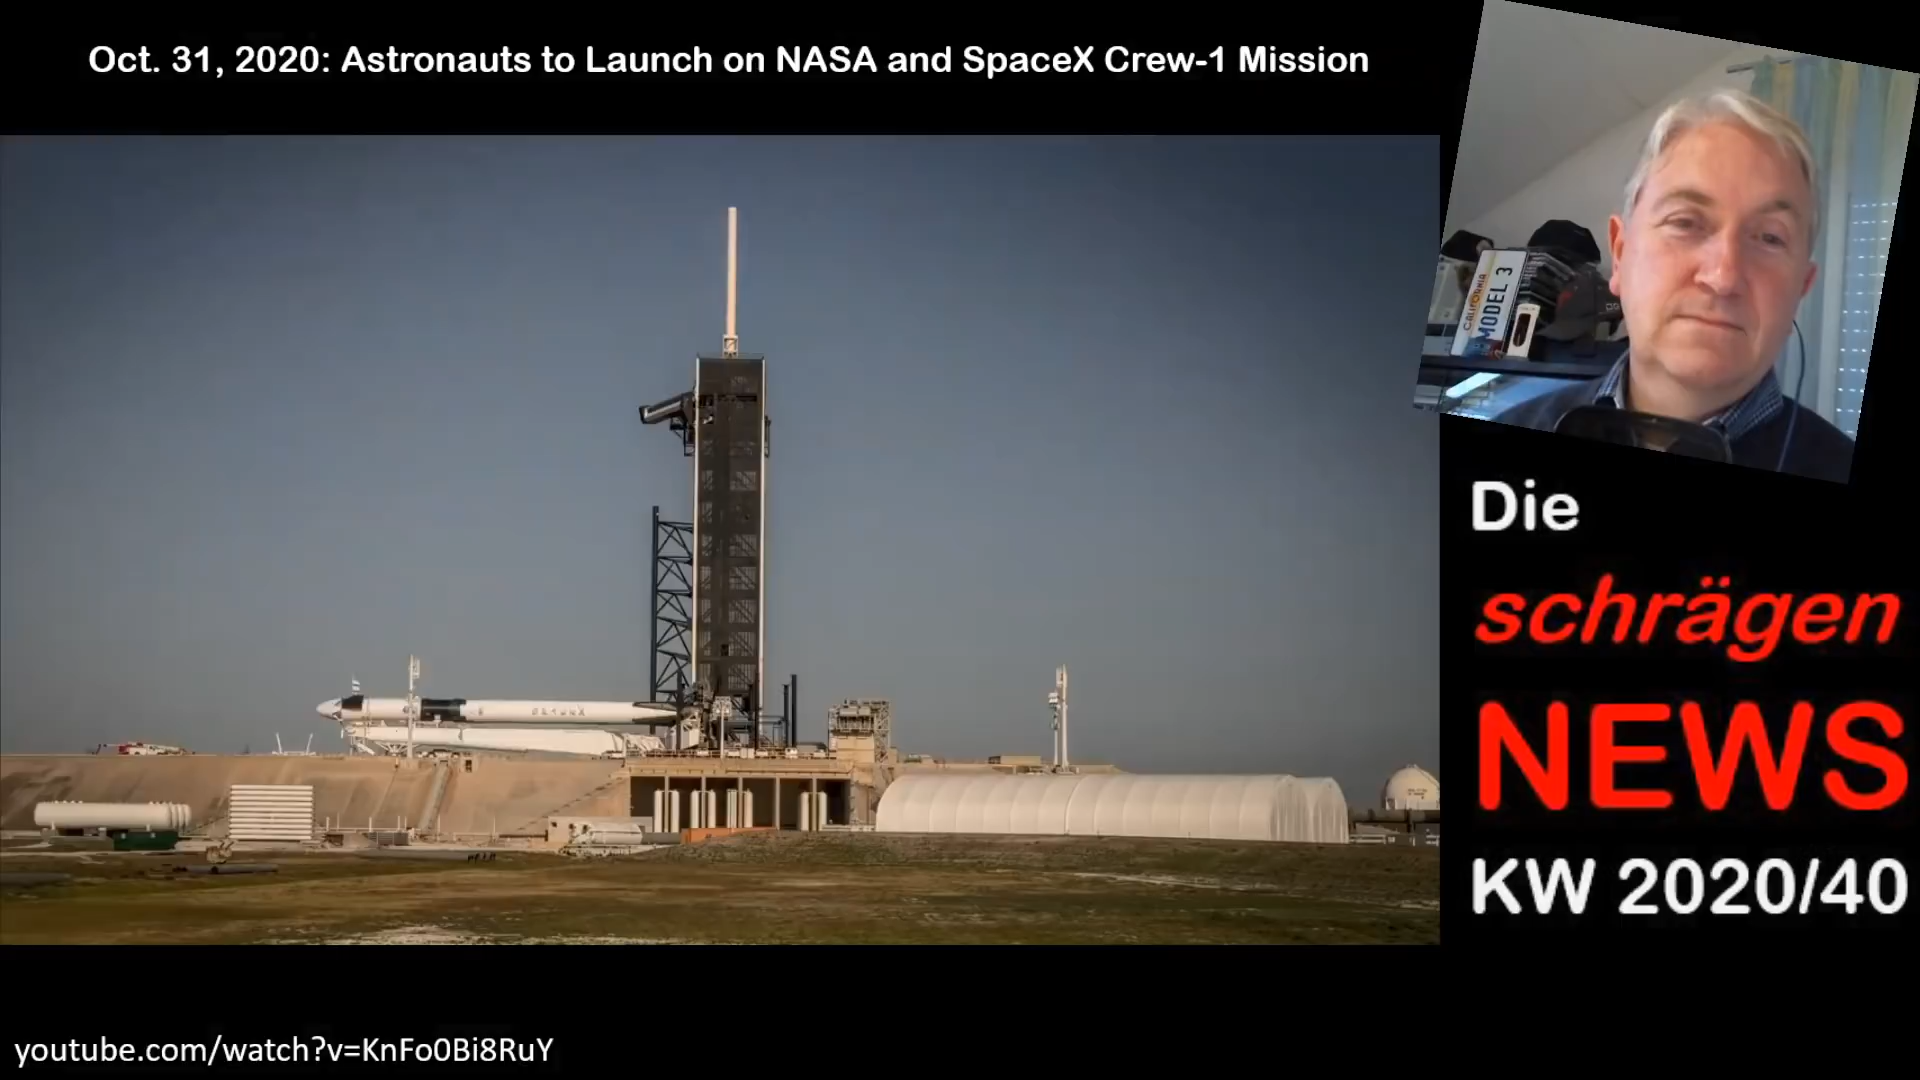 Oct. 31, 2020: Astronauts to Launch on NASA and SpaceX Crew-1 Mission
CALIFORNIA
MODEL 3
SPACEX
Die
schrägen
NEWS
KW 2020/40
youtube.com/watch?v=KnFo0Bi8RuY